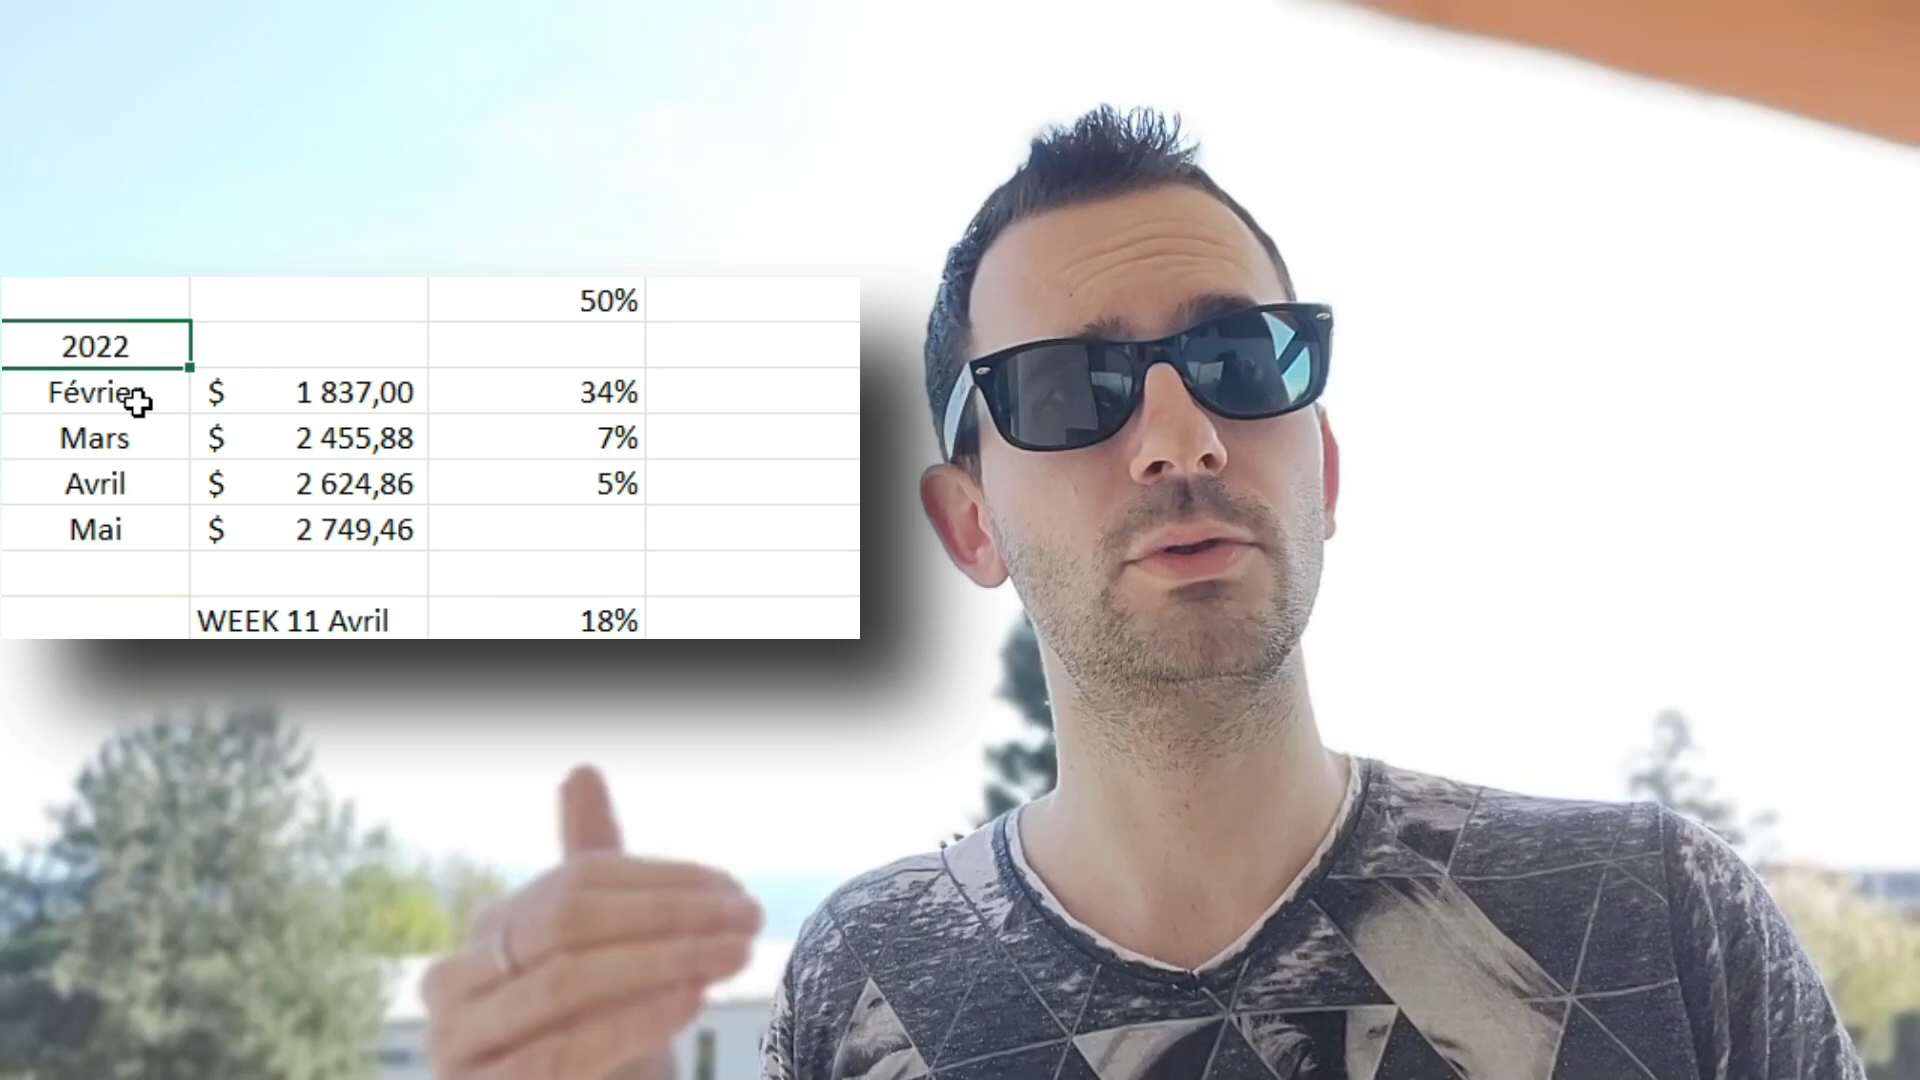 50%
2022
Février $ 1 837,00 34%
Mars $ 2 455,88 7%
Avril $ 2 624,86 5%
Mai $ 2 749,46
WEEK 11 Avril 18%